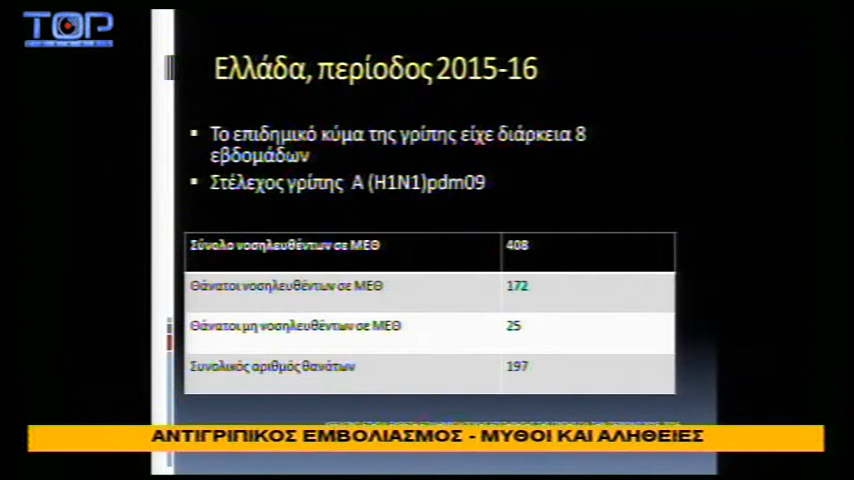 TOP
CHANNEL
Ελλάδα, περίοδος 2015-16
▪ Το επιδημικό κύμα της γρίπης είχε διάρκεια 8
εβδομάδων
▪ Στέλεχος γρίπης Α (H1N1)pdm09
Σύνολο νοσηλευθέντων σε ΜΕΘ 408
Θάνατοι νοσηλευθέντων σε ΜΕΘ 172
Θάνατοι μη νοσηλευθέντων σε ΜΕΘ 25
Συνολικός αριθμός θανάτων 197
ΑΝΤΙΓΡΙΠΙΚΟΣ ΕΜΒΟΛΙΑΣΜΟΣ - ΜΥΘΟΙ ΚΑΙ ΑΛΗΘΕΙΕΣ